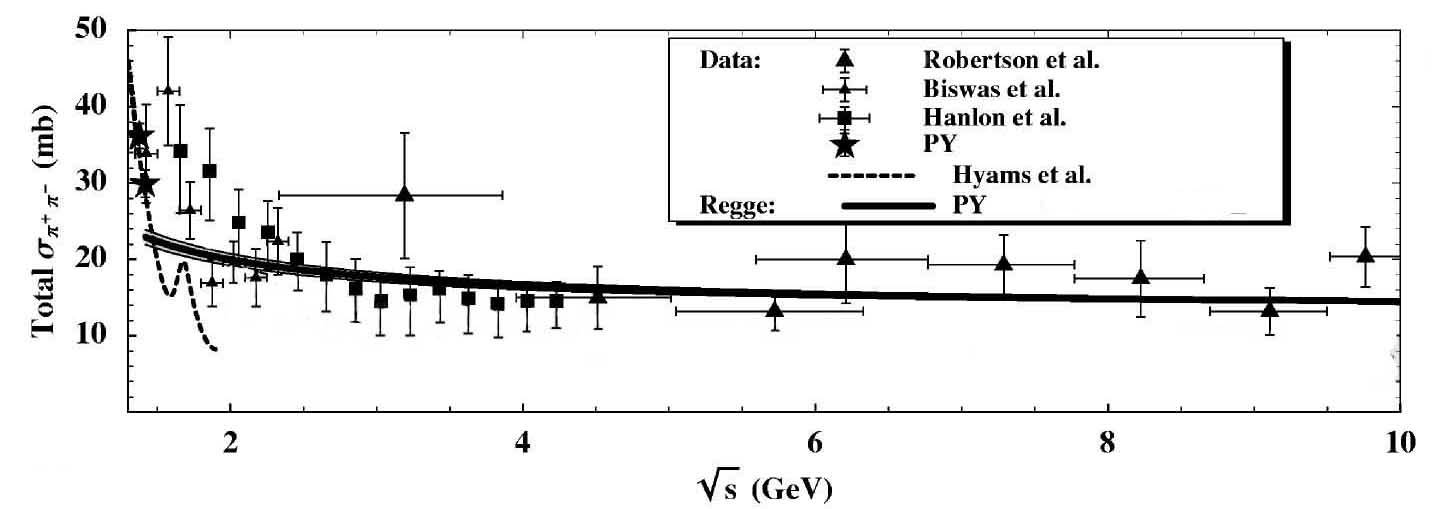 50
40
30
20
10
Total σπ⁺π⁻ (mb)
Data:
Robertson et al.
Biswas et al.
Hanlon et al.
PY
Hyams et al.
Regge: PY
2 4 6 8 10
√s (GeV)